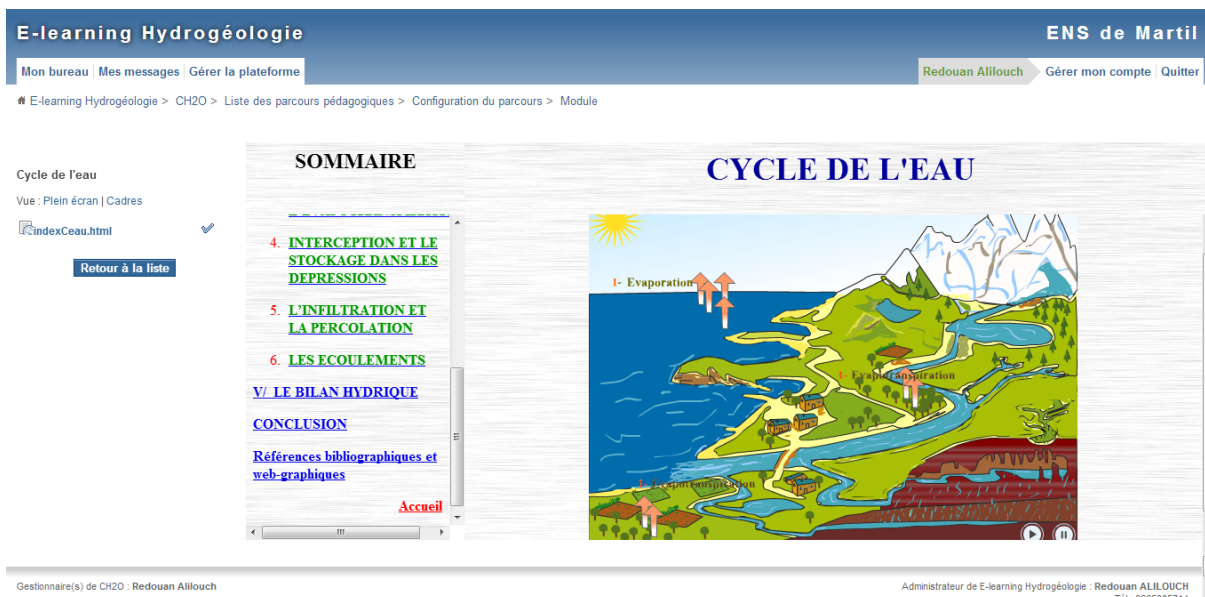 E-learning Hydrogéologie
ENS de Martil
Mon bureau Mes messages Gérer la plateforme
Redouan Alilouch Gérer mon compte Quitter
E-learning Hydrogéologie > CH2O > Liste des parcours pédagogiques > Configuration du parcours > Module
Cycle de l'eau
Vue : Plein écran | Cadres
indexCeau.html
Retour à la liste
SOMMAIRE
4. INTERCEPTION ET LE
STOCKAGE DANS LES
DEPRESSIONS
5. L'INFILTRATION ET
LA PERCOLATION
6. LES ECOULEMENTS
V/ LE BILAN HYDRIQUE
CONCLUSION
Références bibliographiques et
web-graphiques
Accueil
CYCLE DE L'EAU
1- Evaporation
1- Evapotranspiration
1- Evapotranspiration
Gestionnaire(s) de CH2O : Redouan Alilouch
Administrateur de E-learning Hydrogéologie : Redouan ALILOUCH